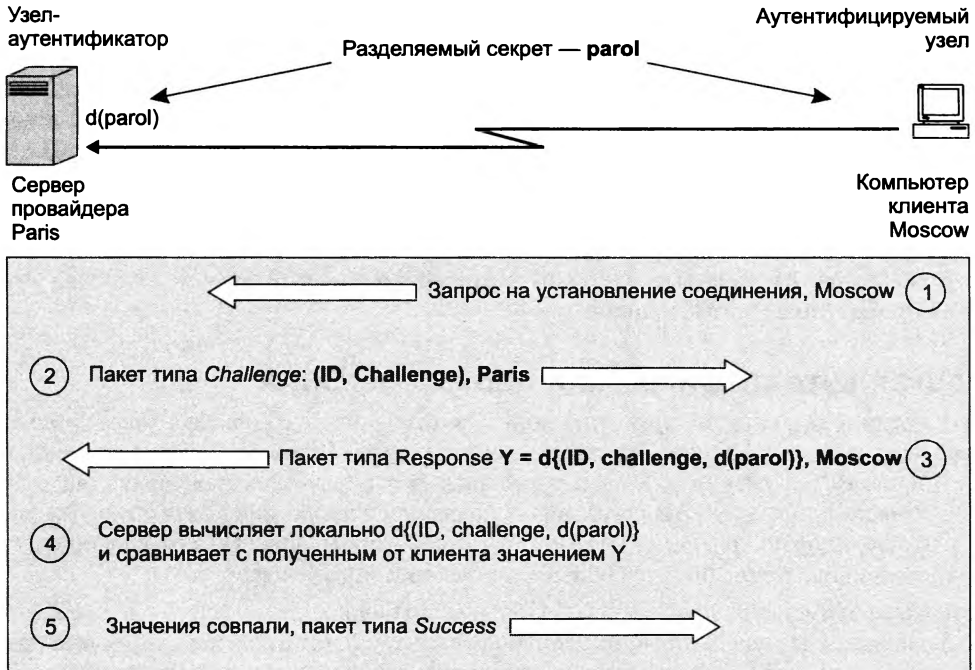 Узел-
аутентификатор
Аутентифицируемый
узел
Разделяемый секрет — parol
d(parol)
Сервер
провайдера
Paris
Компьютер
клиента
Moscow
Запрос на установление соединения, Moscow 1
2 Пакет типа Challenge: (ID, Challenge), Paris
Пакет типа Response Y = d{(ID, challenge, d(parol)}, Moscow 3
4 Сервер вычисляет локально d{(ID, challenge, d(parol)}
и сравнивает с полученным от клиента значением Y
5 Значения совпали, пакет типа Success